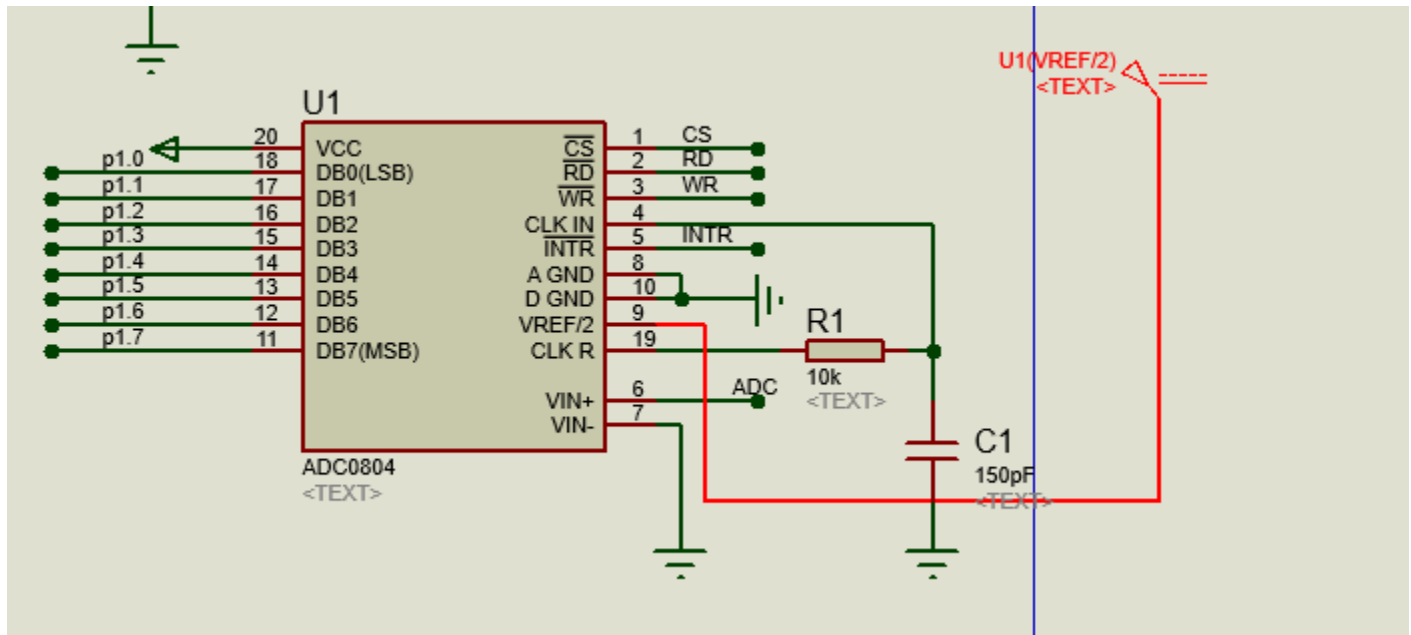 U1(VREF/2)
<TEXT>
U1
20 VCC CS 1 CS
p1.0 18 DB0(LSB) RD 2 RD
p1.1 17 DB1 WR 3 WR
p1.2 16 DB2 CLK IN 4
p1.3 15 DB3 INTR 5 INTR
p1.4 14 DB4 A GND 8
p1.5 13 DB5 D GND 10
p1.6 12 DB6 VREF/2 9 R1
p1.7 11 DB7(MSB) CLK R 19
10k
VIN+ 6 ADC <TEXT>
VIN- 7
C1
ADC0804 150pF
<TEXT> <TEXT>